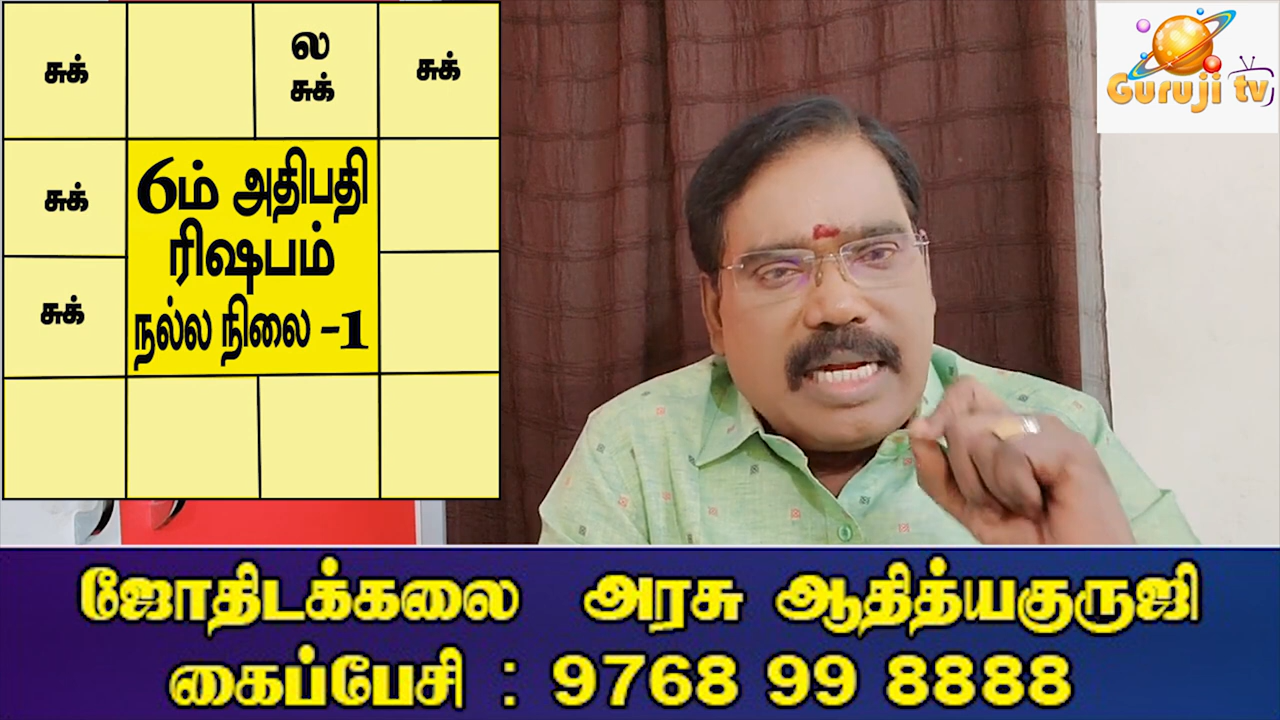 சுக்
ல
சுக்
சுக்
சுக்
சுக்
6ம் அதிபதி
ரிஷபம்
நல்ல நிலை -1
Guruji tv
ஜோதிடக்கலை அரசு ஆதித்யகுருஜி
கைப்பேசி : 9768 99 8888